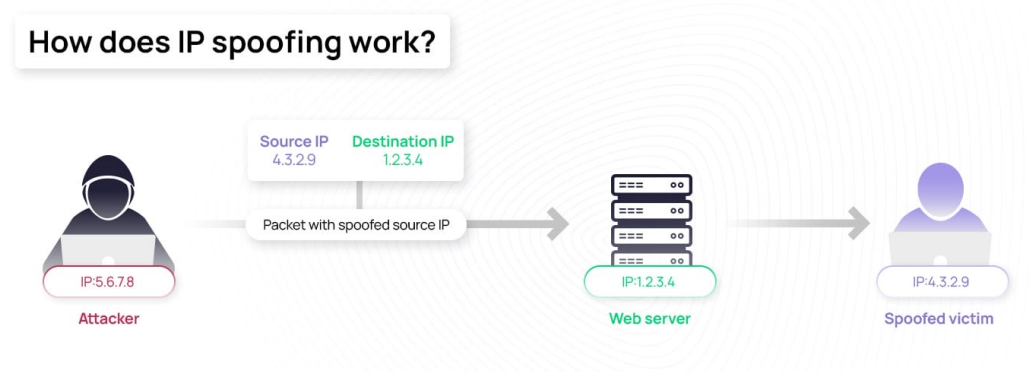 How does IP spoofing work?
Source IP
4.3.2.9
Destination IP
1.2.3.4
Packet with spoofed source IP
IP:5.6.7.8
Attacker
IP:1.2.3.4
Web server
IP:4.3.2.9
Spoofed victim